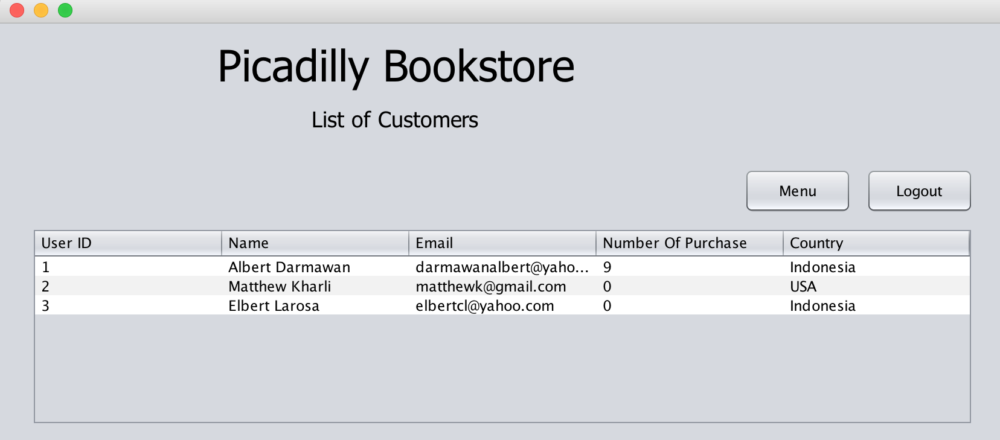 Picadilly Bookstore
List of Customers
Menu Logout
User ID Name Email Number Of Purchase Country
1 Albert Darmawan darmawanalbert@yaho... 9 Indonesia
2 Matthew Kharli matthewk@gmail.com 0 USA
3 Elbert Larosa elbertcl@yahoo.com 0 Indonesia